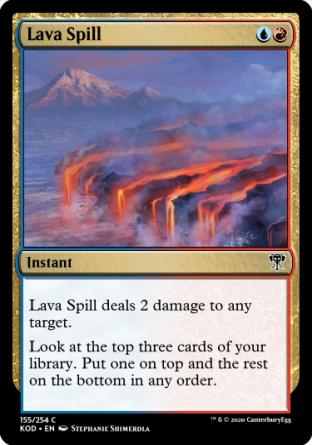 Lava Spill
Instant
Lava Spill deals 2 damage to any
target.
Look at the top three cards of your
library. Put one on top and the rest
on the bottom in any order.
155/254 C
KOD • EN Stephanie Shimerdla
™ & © 2020 CanterburyEgg